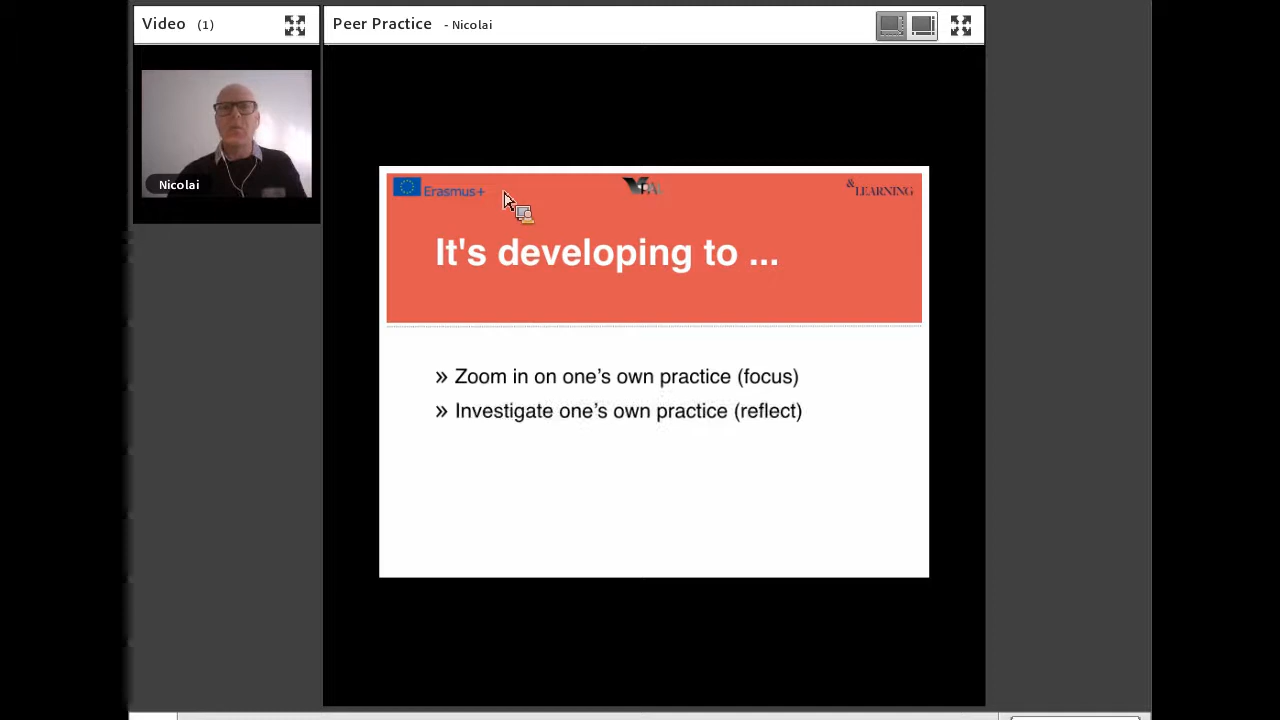 Video (1)
Peer Practice - Nicolai
Nicolai
Erasmus+
&LEARNING
It's developing to ...
» Zoom in on one’s own practice (focus)
» Investigate one’s own practice (reflect)